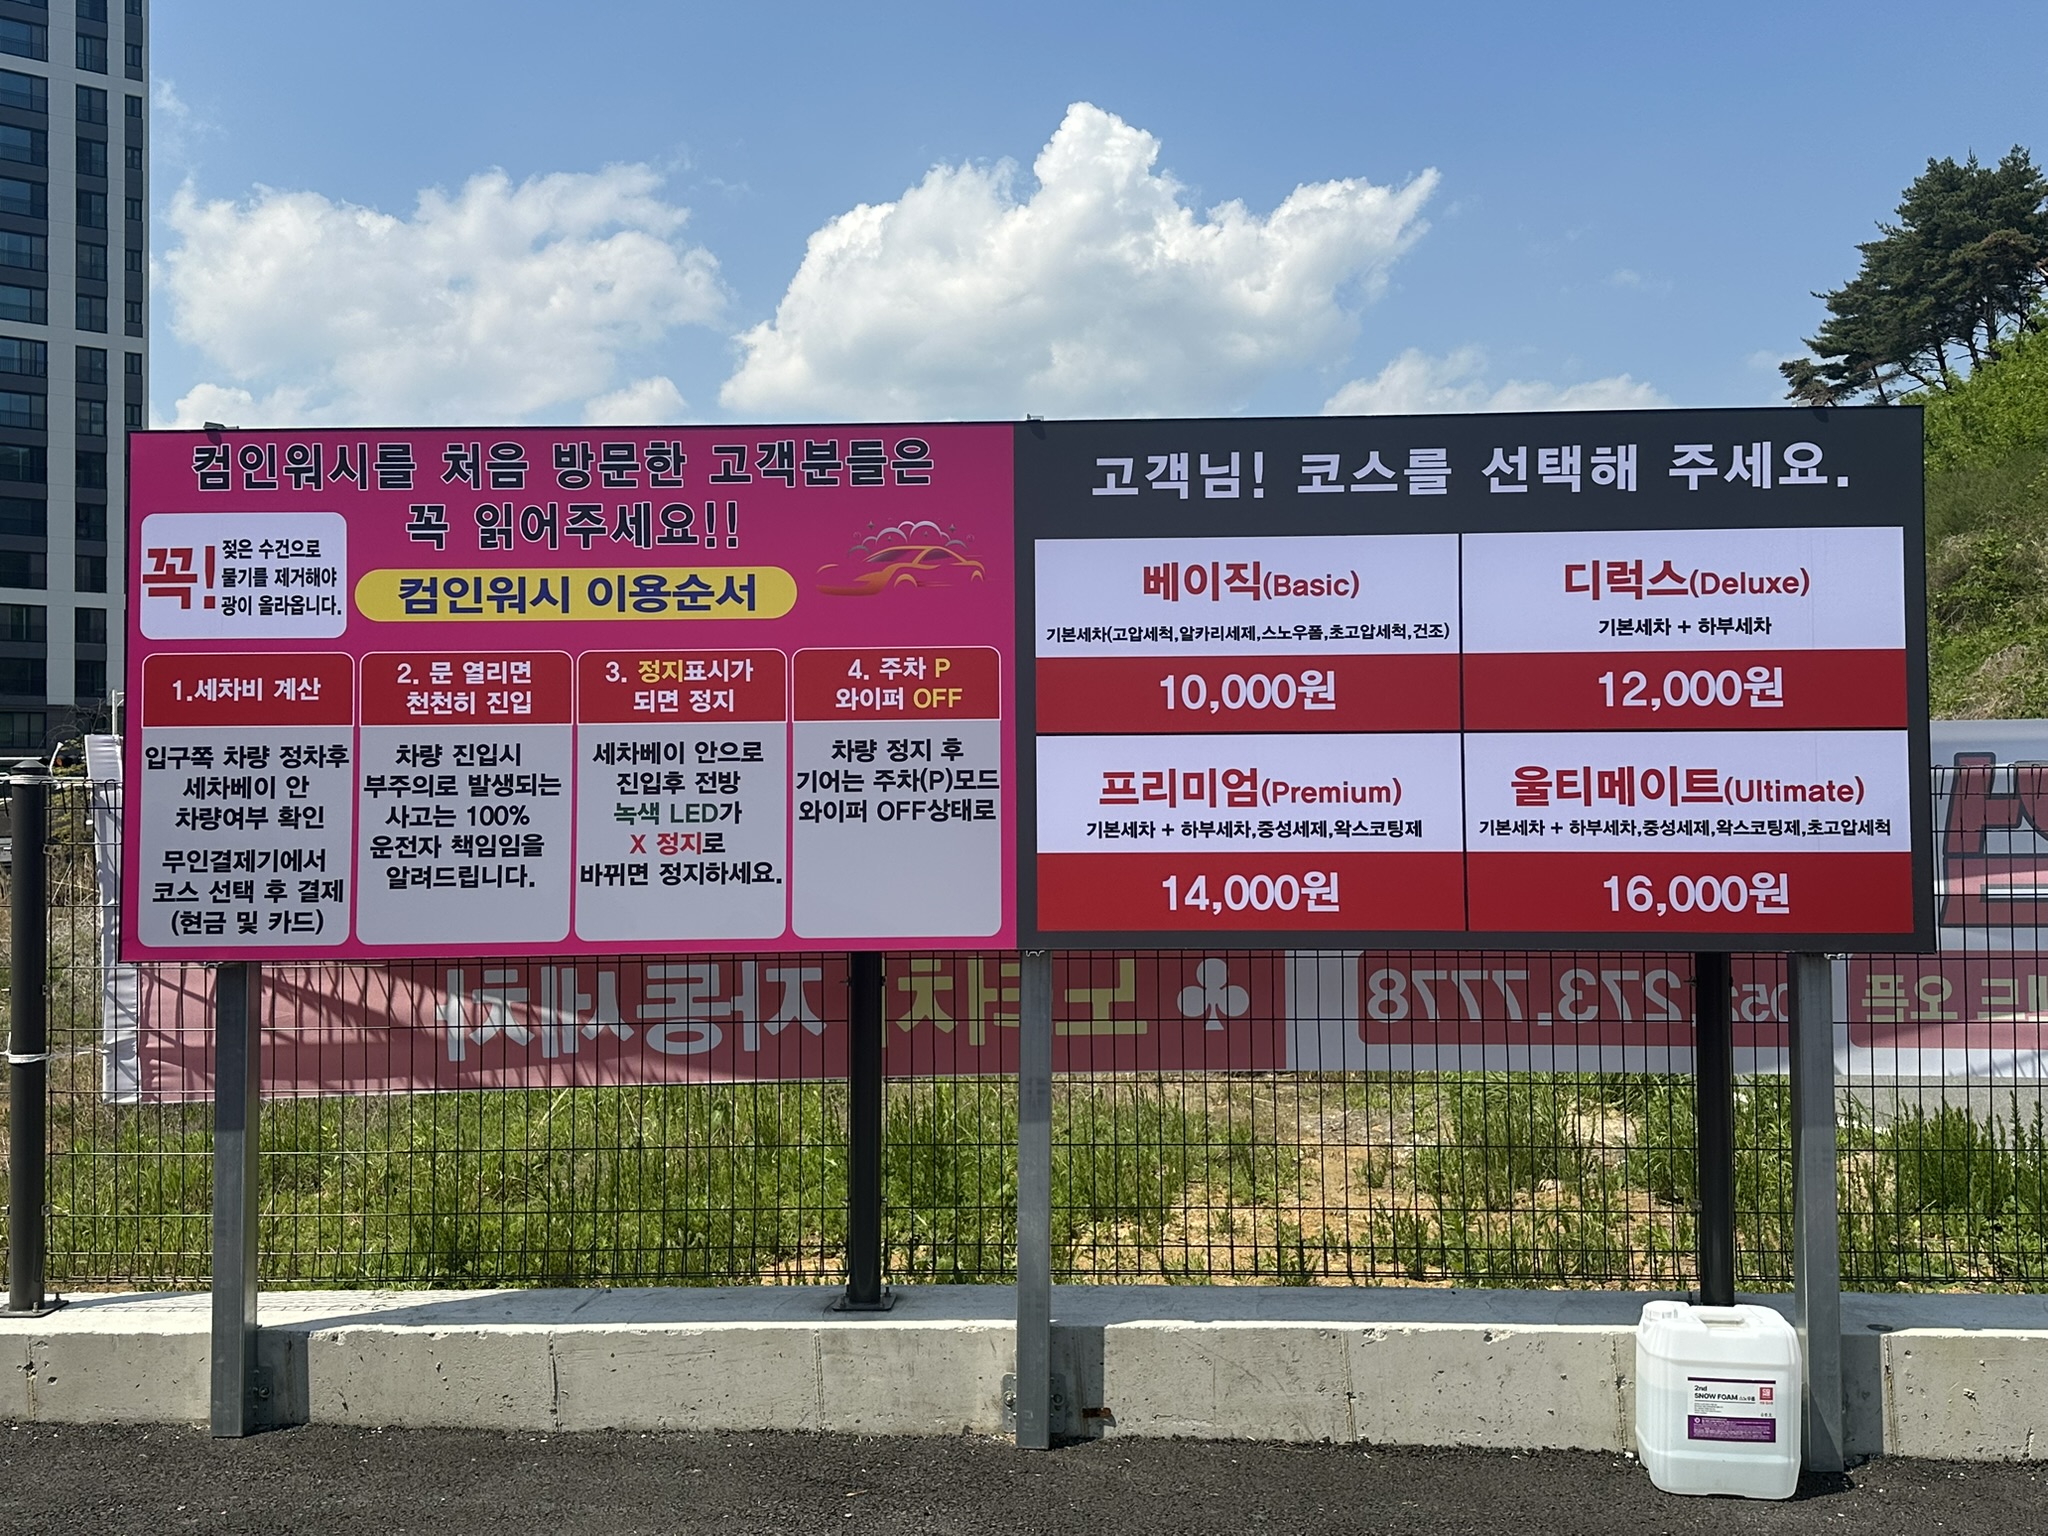 컴인워시를 처음 방문한 고객분들은
꼭 읽어주세요!!
꼭!
젖은 수건으로
물기를 제거해야
광이 올라옵니다.
컴인워시 이용순서
1.세차비 계산
입구쪽 차량 정차후
세차베이 안
차량여부 확인
무인결제기에서
코스 선택 후 결제
(현금 및 카드)
2. 문 열리면
천천히 진입
차량 진입시
부주의로 발생되는
사고는 100%
운전자 책임임을
알려드립니다.
3. 정지표시가
되면 정지
세차베이 안으로
진입후 전방
녹색 LED가
X 정지로
바뀌면 정지하세요.
4. 주차 P
와이퍼 OFF
차량 정지 후
기어는 주차(P)모드
와이퍼 OFF상태로
고객님! 코스를 선택해 주세요.
베이직(Basic)
기본세차(고압세척,알카리세제,스노우폼,초고압세척,건조)
10,000원
디럭스(Deluxe)
기본세차 + 하부세차
12,000원
프리미엄(Premium)
기본세차 + 하부세차,중성세제,왁스코팅제
14,000원
울티메이트(Ultimate)
기본세차 + 하부세차,중성세제,왁스코팅제,초고압세척
16,000원
오픈
273_7778
노터치 자동세차
2nd
SNOW FOAM 스노우폼